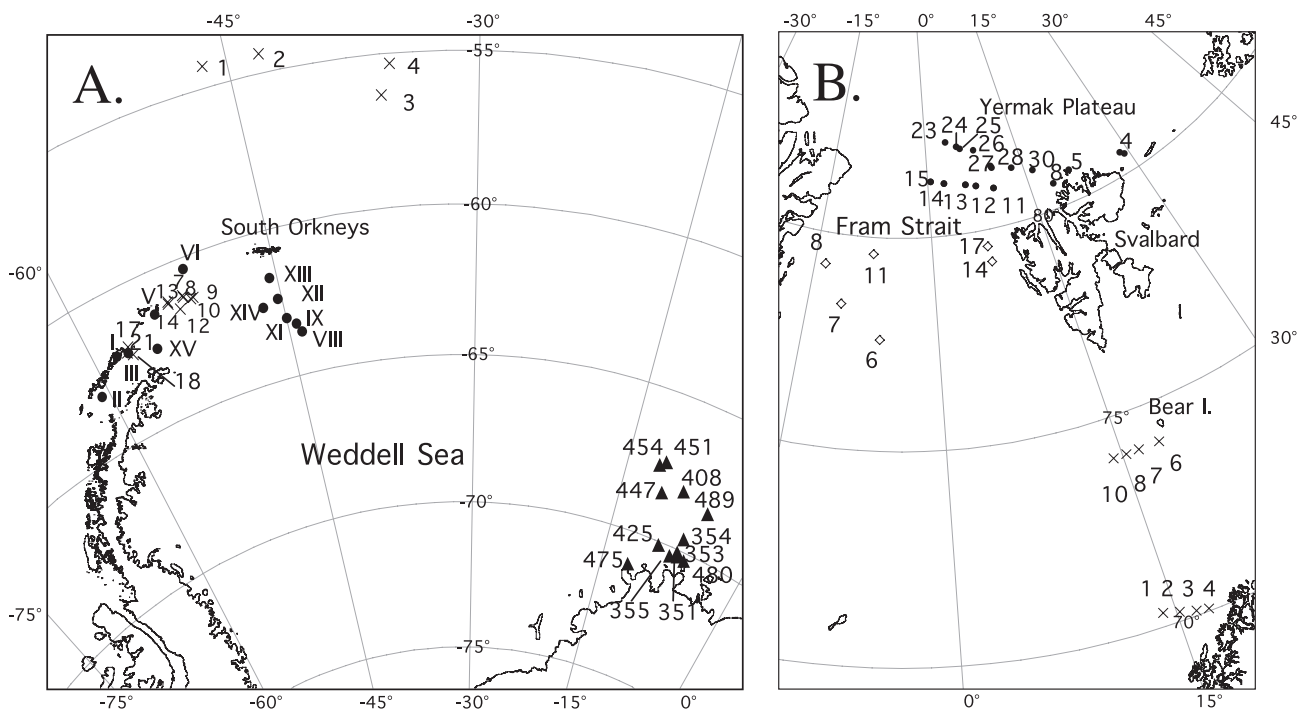 -45° -30° -30° -15° 0° 15° 30° 45°
A. 1 2 -55° 4 3
B. Yermak Plateau
45°
23 24 25 26 27 28 30 8 5 4
15 14 13 12 11
-60°
South Orkneys
Fram Strait 80° Svalbard
8 11 17 14
-60°
VI
XIII
7
V 13 8 9
XII
14 12 10
XIV
XI IX
VIII
7
6
30°
17
I 21 XV
-65°
III
18
II
75° Bear I.
Weddell Sea
454 451
447 408
489
10 8 7 6
-70°
425 354
475 353
480
355 351
1 2 3 4
70°
-75°
-75°
-75° -60° -45° -30° -15° 0° 0° 15°